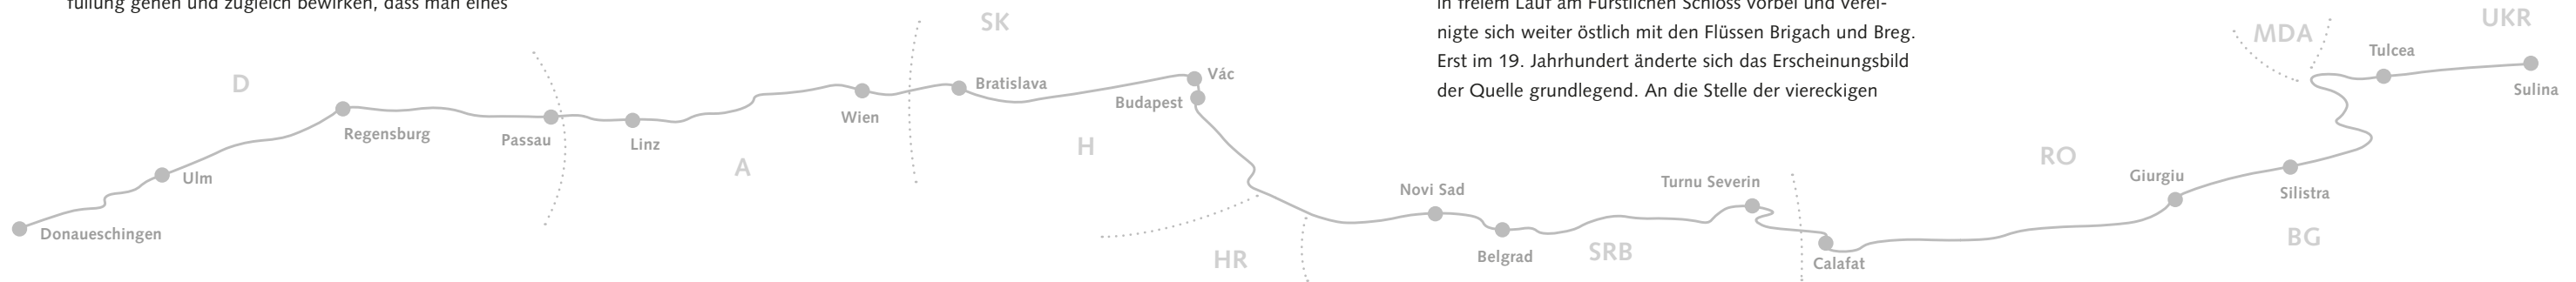 füllung gehen und zugleich bewirken, dass man eines
in freiem Lauf am Fürstlichen Schloss vorbei und verei-
nigte sich weiter östlich mit den Flüssen Brigach und Breg.
Erst im 19. Jahrhundert änderte sich das Erscheinungsbild
der Quelle grundlegend. An die Stelle der viereckigen
D
SK
MDA
UKR
Donaueschingen
Ulm
Regensburg
Passau
Linz
A
Wien
Bratislava
Vác
Budapest
H
HR
Novi Sad
Belgrad
SRB
Turnu Severin
Calafat
RO
Giurgiu
Silistra
BG
Tulcea
Sulina